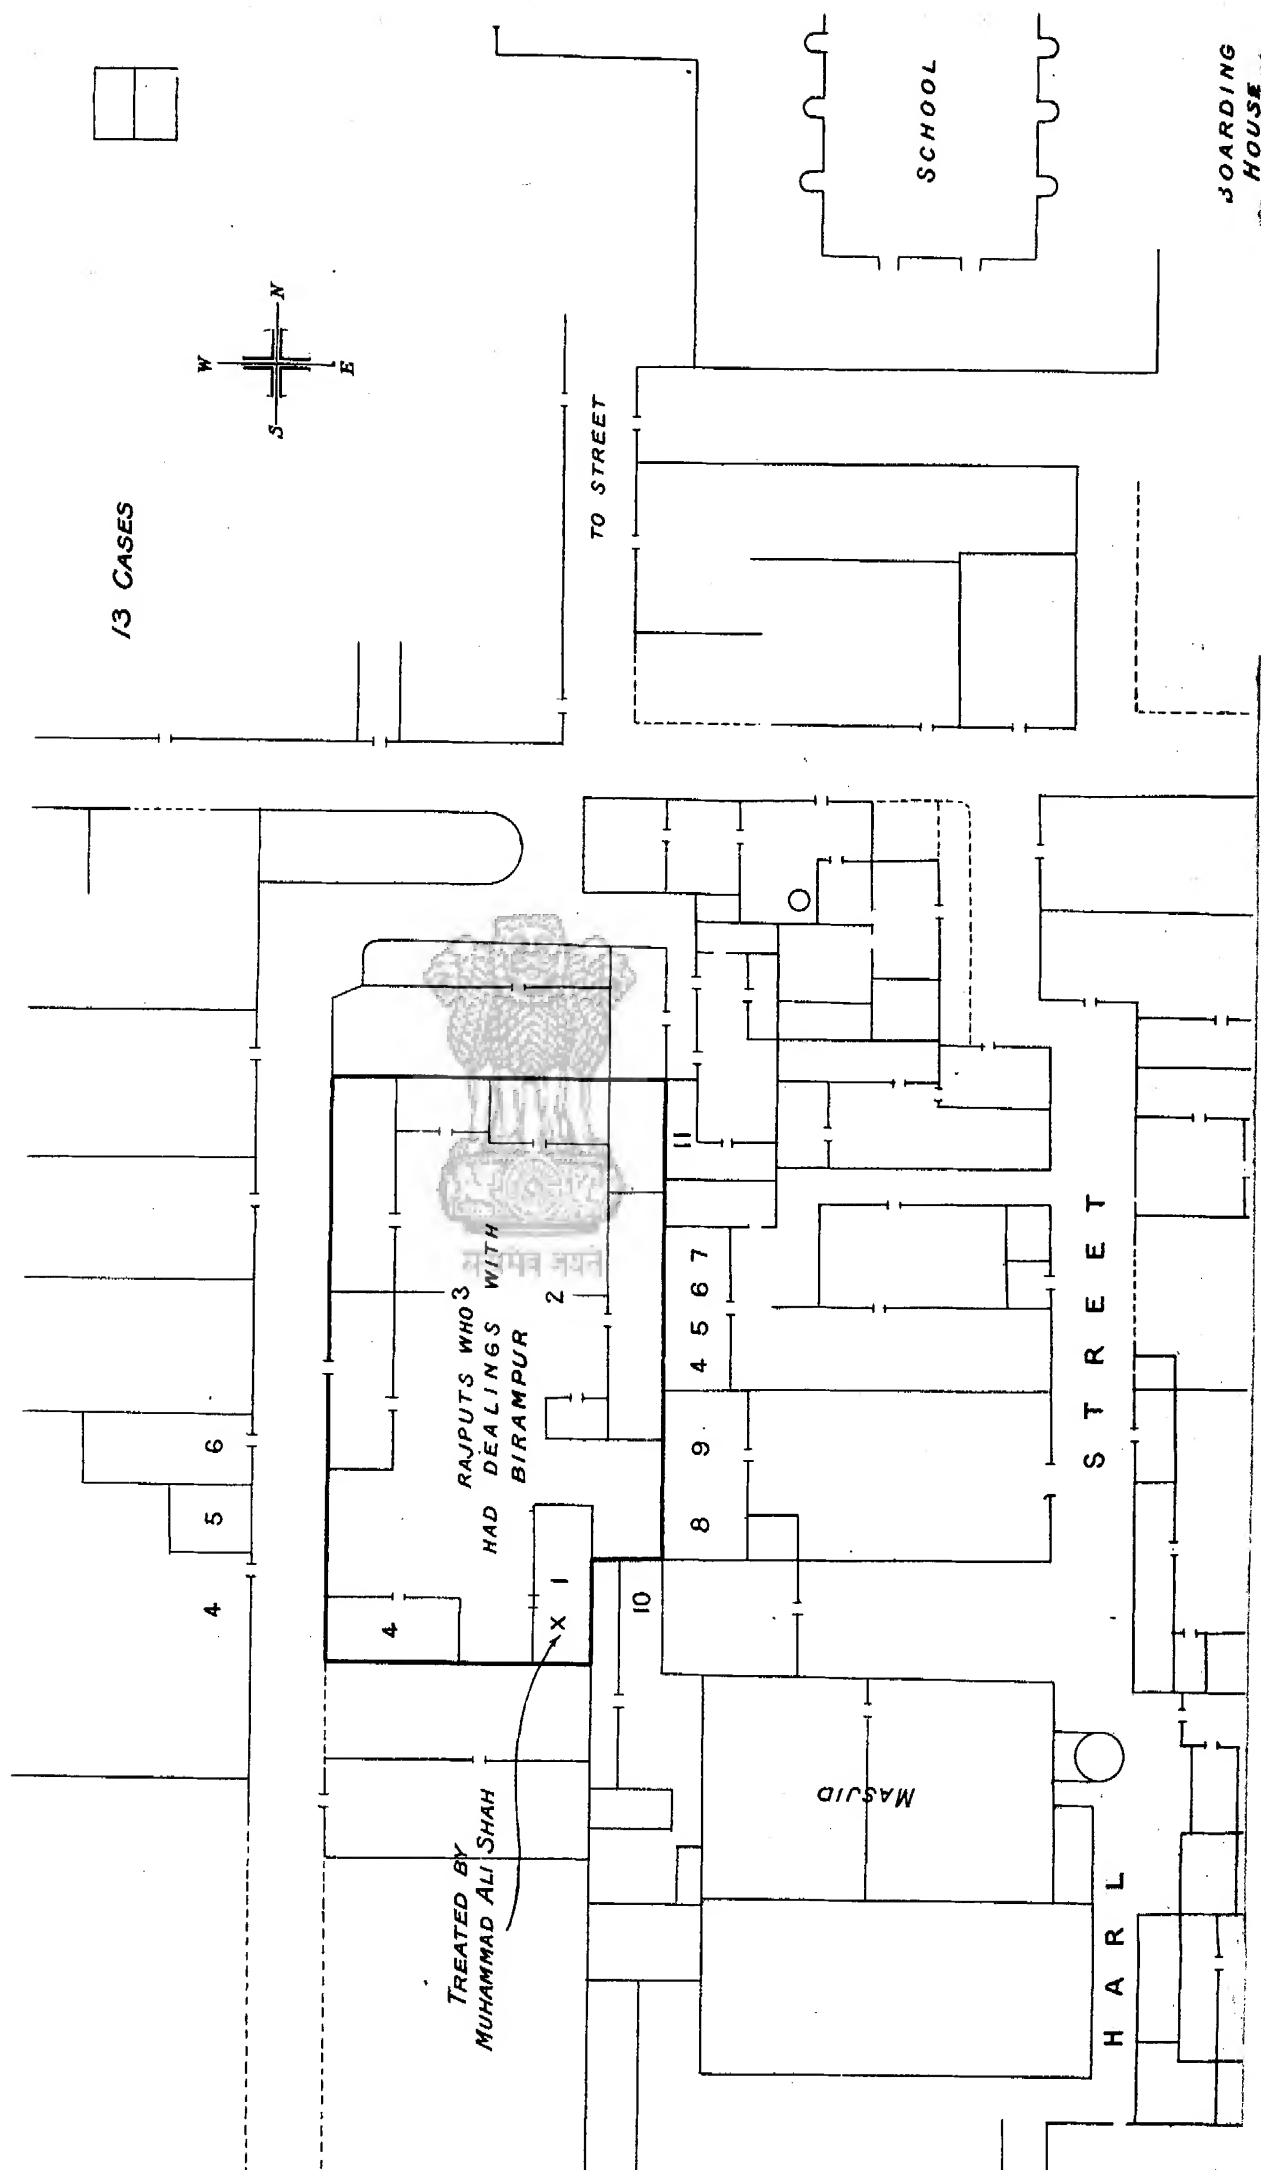 13 CASES
W
S
N
E
TO STREET
SCHOOL
BOARDING
HOUSE
6
5
4
4
RAJPUTS WHO
HAD DEALINGS WITH
BIRAMPUR
3
2
1
X
TREATED BY
MUHAMMAD ALI SHAH
11
4 5 6 7
8 9
10
MASJID
HARL STREET
सत्यमेव जयते